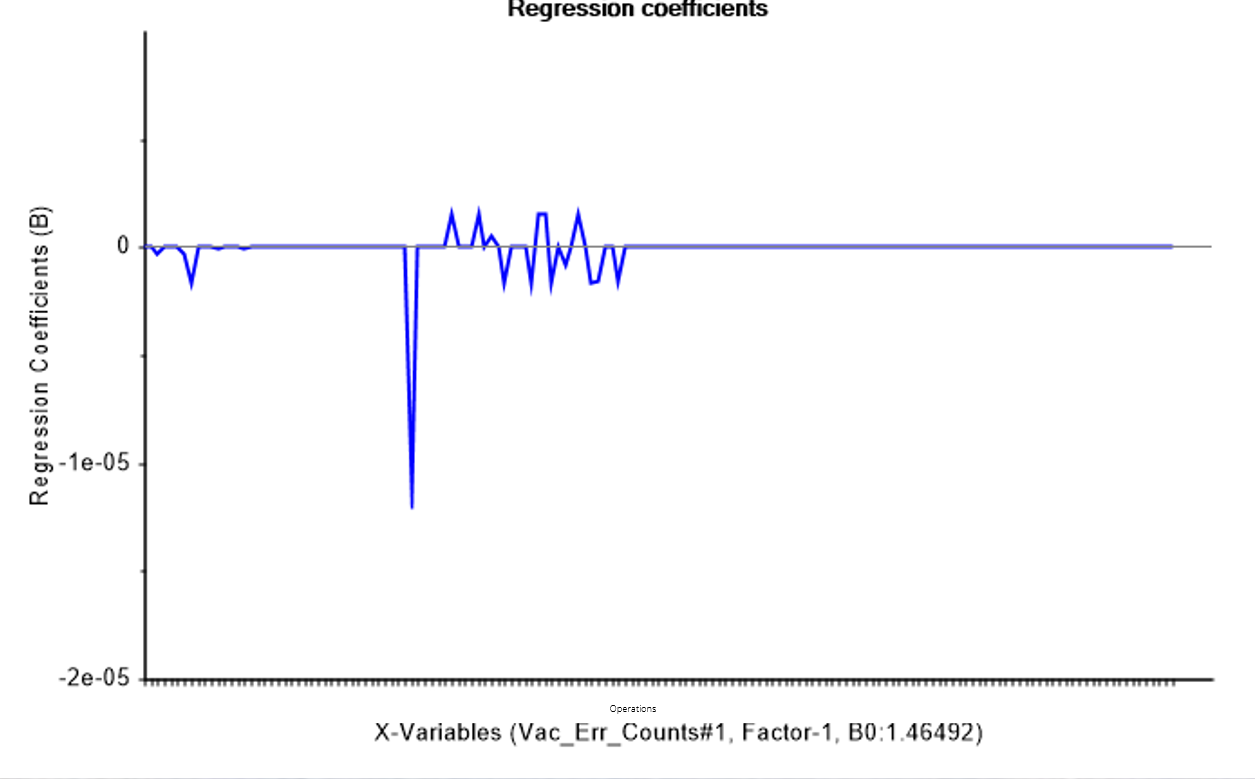 Regression coefficients
Regression Coefficients (B)
0
-1e-05
-2e-05
Operations
X-Variables (Vac_Err_Counts#1, Factor-1, B0:1.46492)